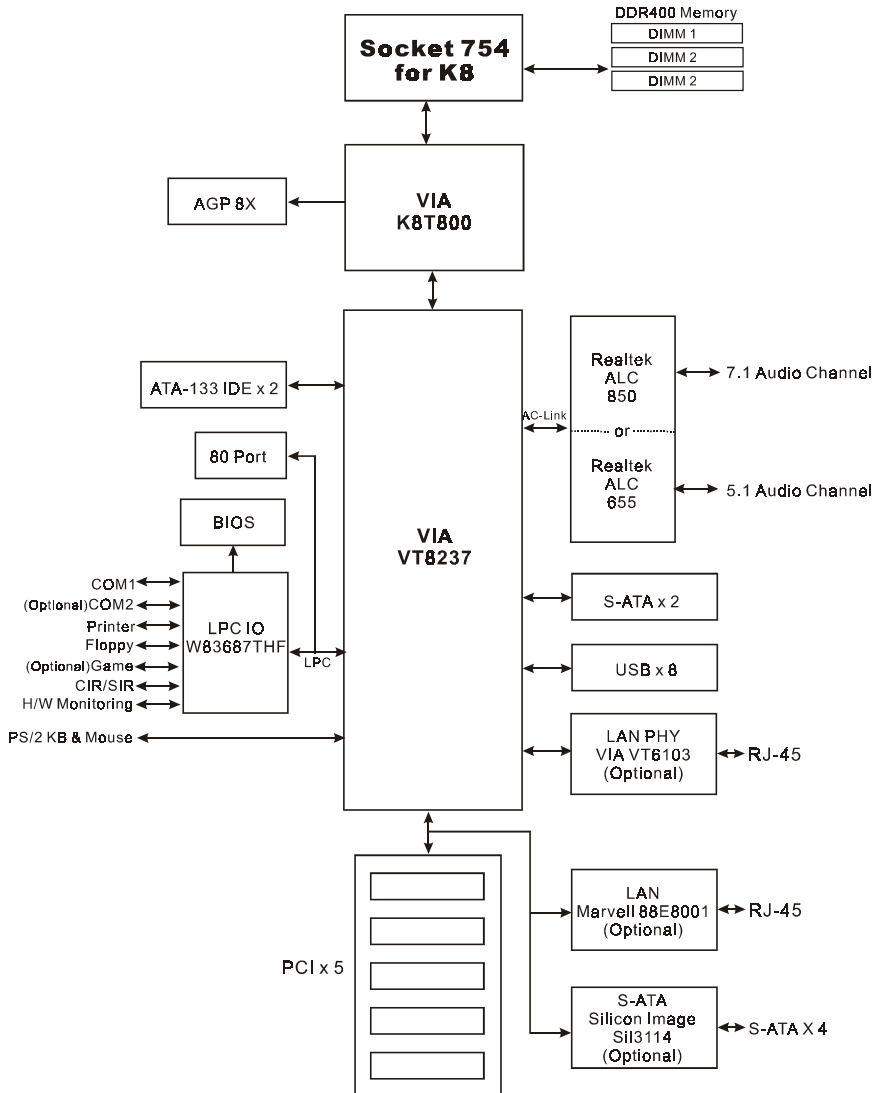 DDR400 Memory
DIMM 1
DIMM 2
DIMM 2
Socket 754
for K8
VIA
K8T800
AGP 8X
ATA-133 IDE x 2
80 Port
BIOS
COM1
(Optional)COM2
Printer
Floppy
(Optional)Game
CIR/SIR
H/W Monitoring
LPC IO
W83687THF
LPC
PS/2 KB & Mouse
VIA
VT8237
AC-Link
Realtek
ALC
850
or
Realtek
ALC
655
7.1 Audio Channel
5.1 Audio Channel
S-ATA x 2
USB x 8
LAN PHY
VIA VT6103
(Optional)
RJ-45
PCI x 5
LAN
Marvell 88E8001
(Optional)
RJ-45
S-ATA
Silicon Image
SiI3114
(Optional)
S-ATA X 4